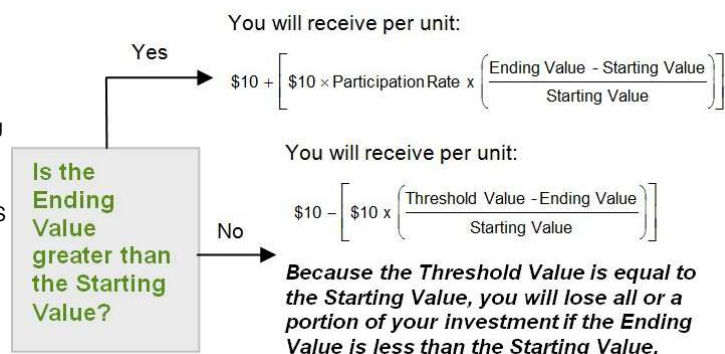 You will receive per unit:
Yes
$10 + [ $10 × Participation Rate x ( Ending Value - Starting Value / Starting Value ) ]
Is the
Ending
Value
greater than
the Starting
Value?
No
You will receive per unit:
$10 – [ $10 x ( Threshold Value - Ending Value / Starting Value ) ]
Because the Threshold Value is equal to
the Starting Value, you will lose all or a
portion of your investment if the Ending
Value is less than the Starting Value.